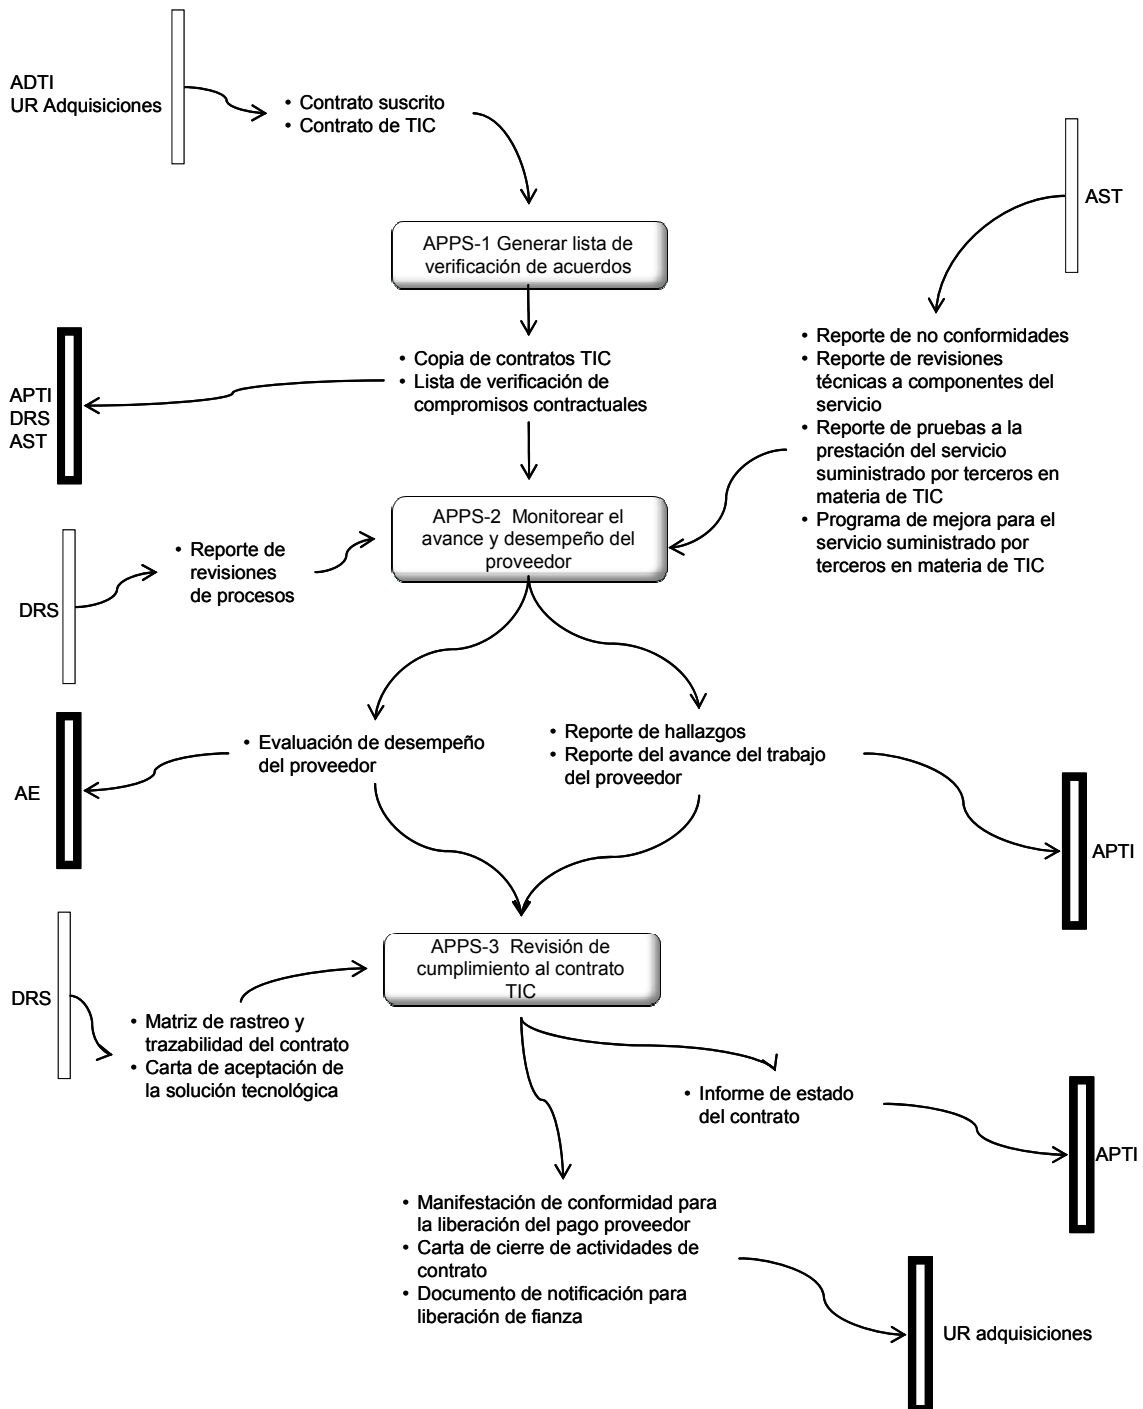 ADTI
UR Adquisiciones
• Contrato suscrito
• Contrato de TIC
AST
APPS-1 Generar lista de
verificación de acuerdos
• Reporte de no conformidades
• Reporte de revisiones
técnicas a componentes del
servicio
• Reporte de pruebas a la
prestación del servicio
suministrado por terceros en
materia de TIC
• Programa de mejora para el
servicio suministrado por
terceros en materia de TIC
• Copia de contratos TIC
• Lista de verificación de
compromisos contractuales
APTI
DRS
AST
APPS-2 Monitorear el
avance y desempeño del
proveedor
• Reporte de
revisiones
de procesos
DRS
• Evaluación de desempeño
del proveedor
• Reporte de hallazgos
• Reporte del avance del trabajo
del proveedor
AE
APTI
APPS-3 Revisión de
cumplimiento al contrato
TIC
DRS
• Matriz de rastreo y
trazabilidad del contrato
• Carta de aceptación de
la solución tecnológica
• Informe de estado
del contrato
APTI
• Manifestación de conformidad para
la liberación del pago proveedor
• Carta de cierre de actividades de
contrato
• Documento de notificación para
liberación de fianza
UR adquisiciones